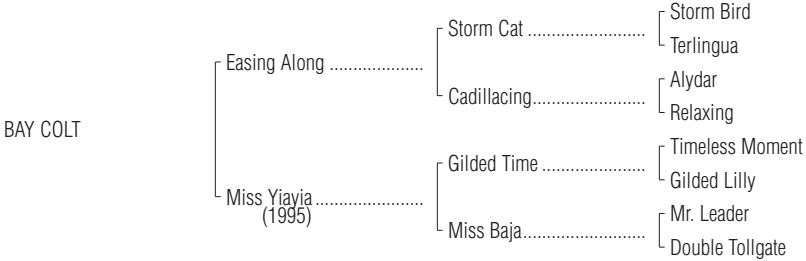 Storm Bird
Storm Cat ..........................
Terlingua
Easing Along .....................
Alydar
Cadillacing.........................
Relaxing
BAY COLT
Timeless Moment
Gilded Time .......................
Gilded Lilly
Miss Yiayia........................
(1995)
Mr. Leader
Miss Baja...........................
Double Tollgate